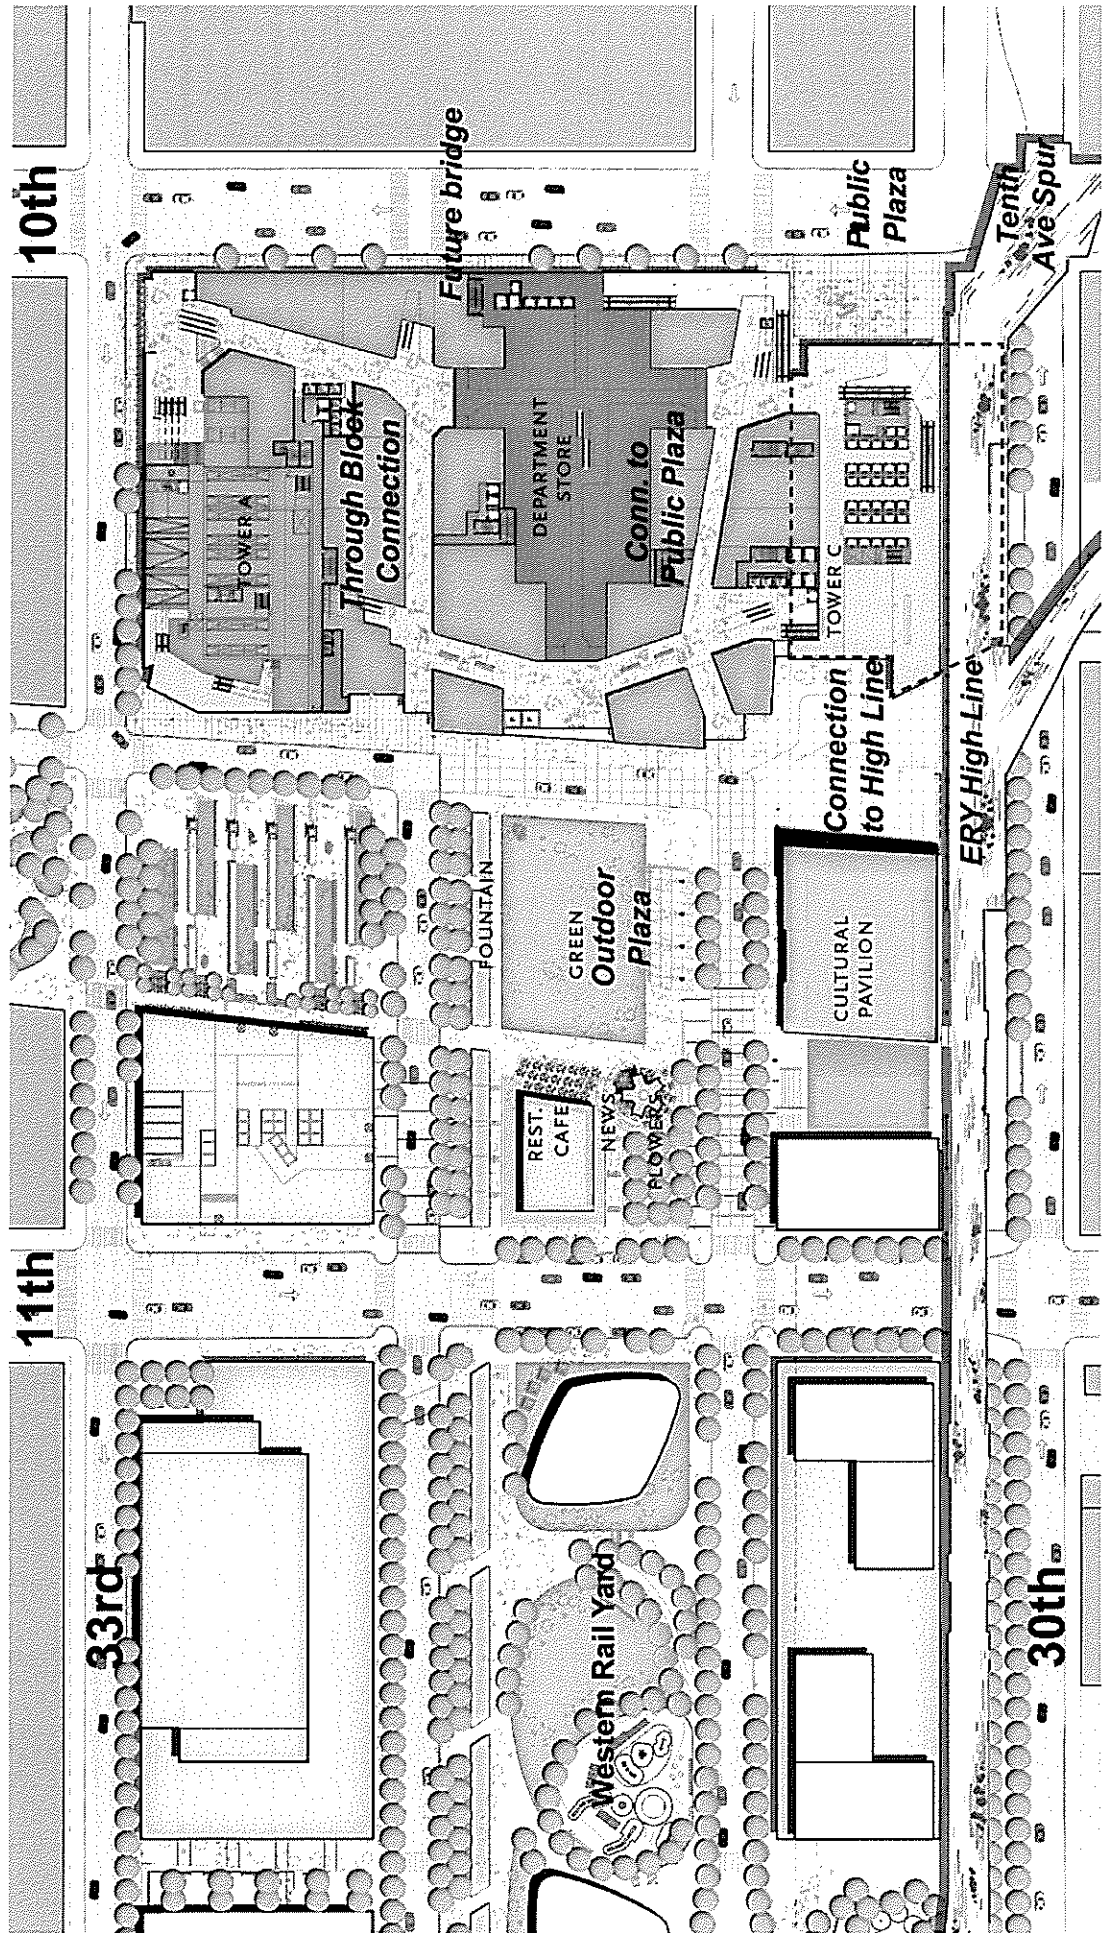 33rd
11th
10th
TOWER A
Through Block
Connection
Future bridge
FOUNTAIN
REST.
CAFE
DEPARTMENT
STORE
GREEN
Outdoor
Plaza
NEWS
FLOWERS
Western Rail Yard
Conn. to
Public Plaza
TOWER C
Connection
to High Line
CULTURAL
PAVILION
Public
Plaza
ERY High Line
Tenth
Ave Spur
30th